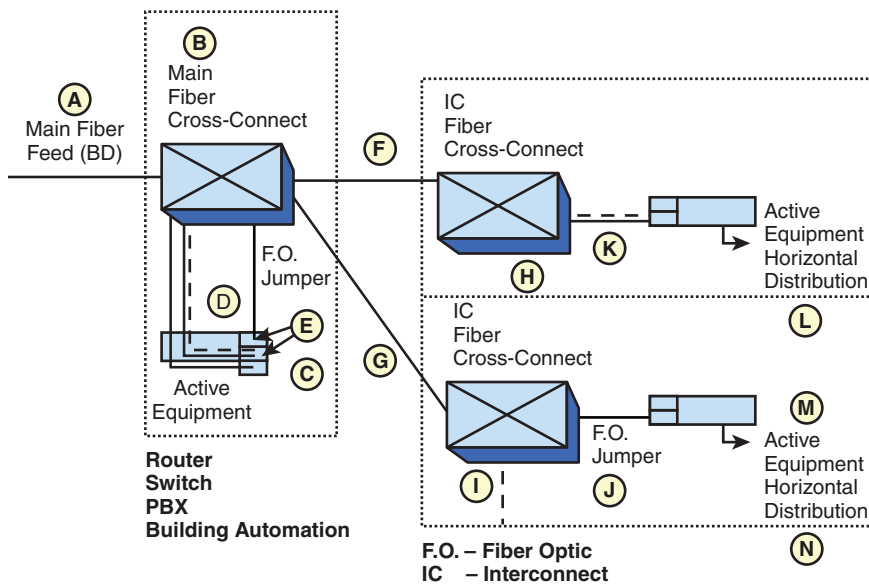 A
Main Fiber
Feed (BD)
B
Main
Fiber
Cross-Connect
F.O.
Jumper
D
E
C
Active
Equipment
Router
Switch
PBX
Building Automation
F
G
IC
Fiber
Cross-Connect
H
K
Active
Equipment
Horizontal
Distribution
L
IC
Fiber
Cross-Connect
I
F.O.
Jumper
J
M
Active
Equipment
Horizontal
Distribution
N
F.O. – Fiber Optic
IC – Interconnect